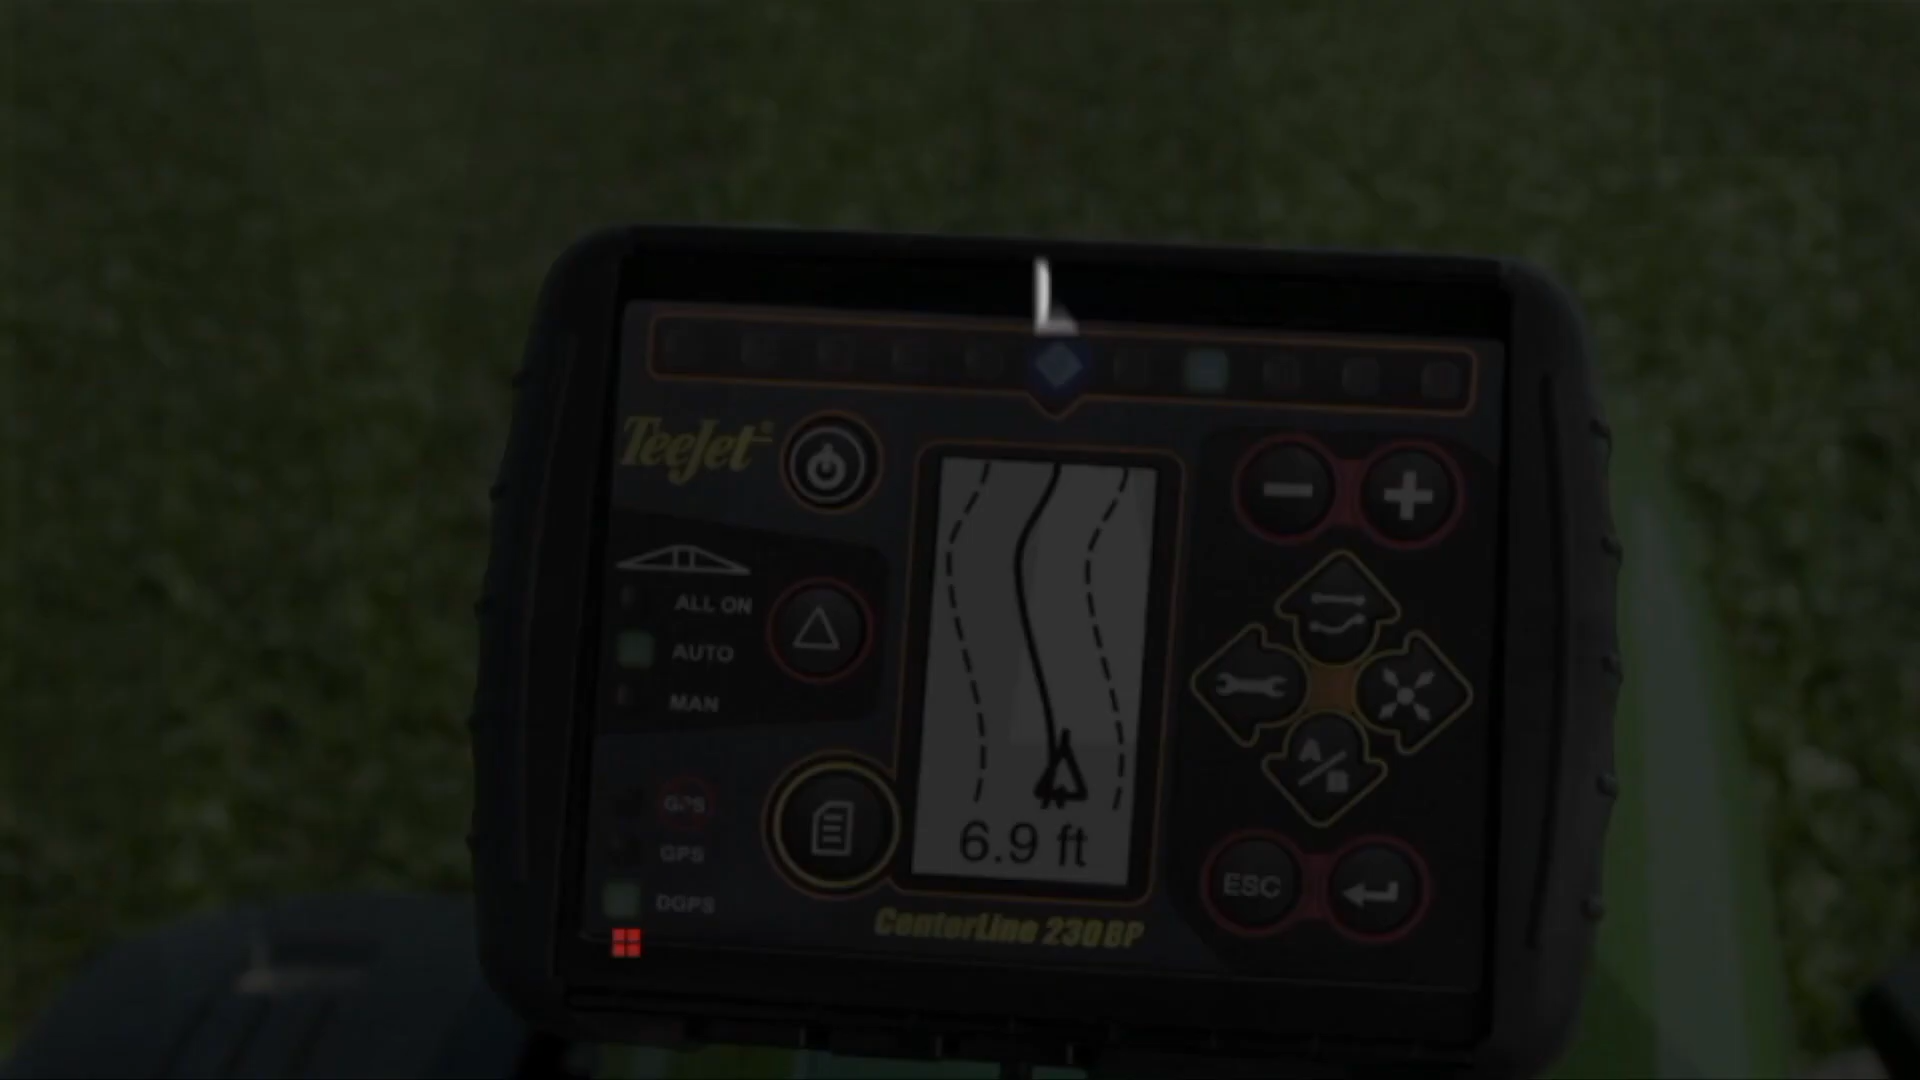 TeeJet®
ALL ON
AUTO
MAN
GPS
GPS
DGPS
6.9 ft
A/B
ESC
CenterLine 230BP